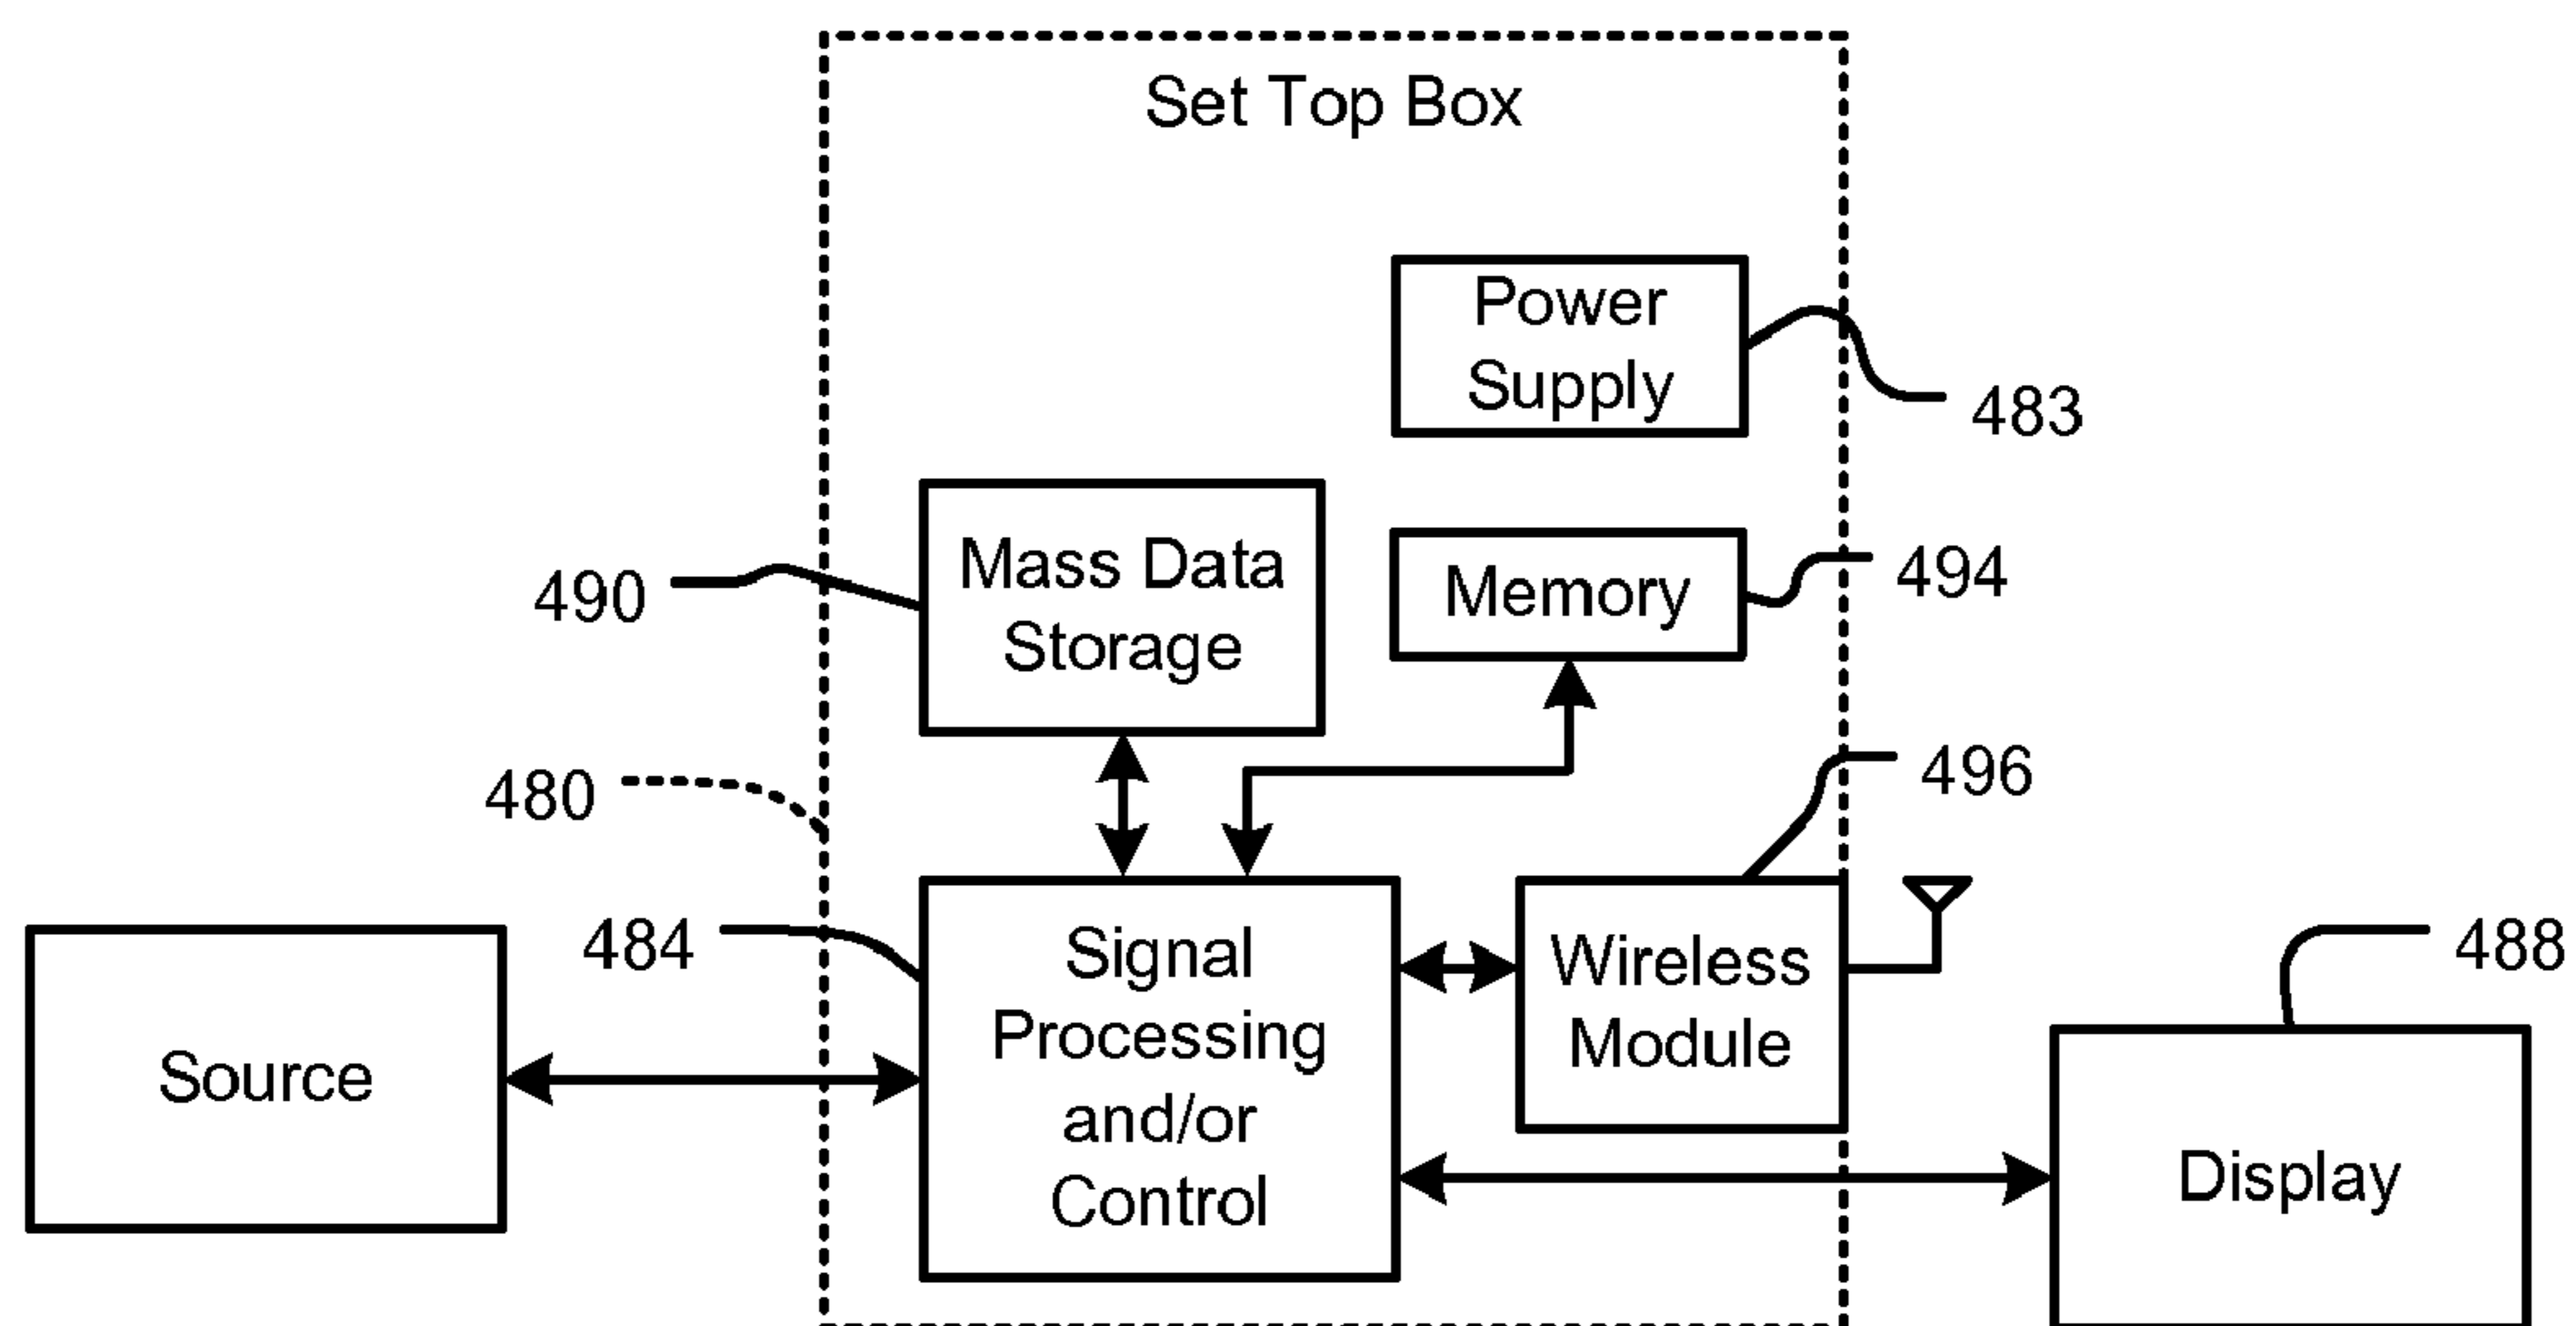 Set Top Box
Power
Supply
483
Mass Data
Storage
490
Memory
494
480
496
484
Signal
Processing
and/or
Control
Wireless
Module
488
Source
Display